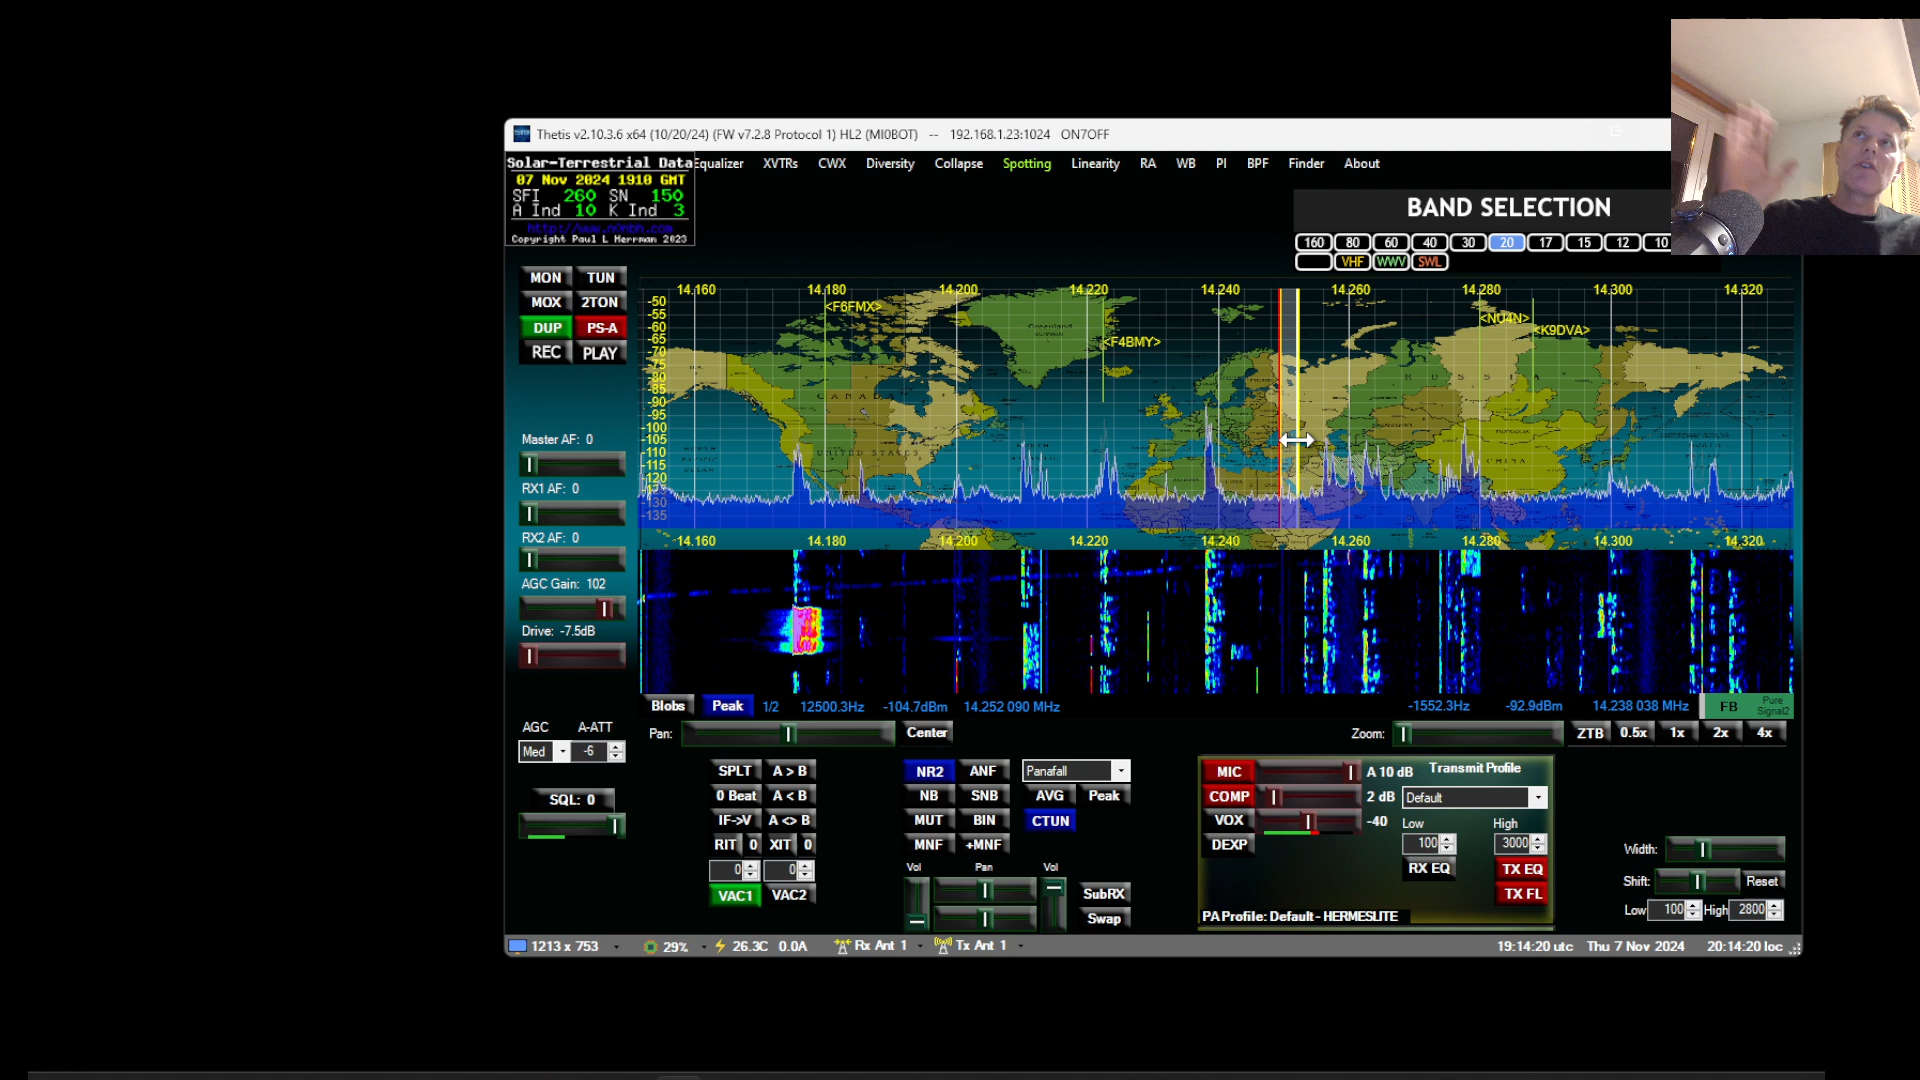 Thetis v2.10.3.6 x64 (10/20/24) (FW v7.2.8 Protocol 1) HL2 (MI0BOT) -- 192.168.1.23:1024 ON7OFF
Solar-Terrestrial Data
Equalizer XVTRs CWX Diversity Collapse Spotting Linearity RA WB PI BPF Finder About
07 Nov 2024 1910 GMT
SFI 260 SN 150
A Ind 10 K Ind 3
http://www.n0nbh.com
Copyright Paul L Herrman 2023
BAND SELECTION
160 80 60 40 30 20 17 15 12 10
VHF WWV SWL
MON TUN
MOX 2TON
DUP PS-A
REC PLAY
14.160 14.180 14.200 14.220 14.240 14.260 14.280 14.300 14.320
-50
-55
-60
-65
-70
-75
-80
-85
-90
-95
-100
-105
-110
-115
-120
-125
-130
-135
<F6FMX>
<NU4N>
<K9DVA>
<F4BMY>
Greenland
CANADA
UNITED STATES
RUSSIA
CHINA
14.160 14.180 14.200 14.220 14.240 14.260 14.280 14.300 14.320
Master AF: 0
RX1 AF: 0
RX2 AF: 0
AGC Gain: 102
Drive: -7.5dB
Blobs Peak 1/2 12500.3Hz -104.7dBm 14.252 090 MHz -1552.3Hz -92.9dBm 14.238 038 MHz FB Pure Signal2
AGC A-ATT
Med -6
SQL: 0
Pan: Center Zoom: ZTB 0.5x 1x 2x 4x
SPLT A > B
0 Beat A < B
IF->V A <> B
RIT 0 XIT 0
0 0
VAC1 VAC2
NR2 ANF Panafall
NB SNB AVG Peak
MUT BIN CTUN
MNF +MNF
Vol Pan Vol
SubRX
Swap
MIC A 10 dB Transmit Profile
COMP 2 dB Default
VOX -40 Low High
DEXP 100 3000
RX EQ TX EQ
TX FL
PA Profile: Default - HERMESLITE
Width:
Shift: Reset
Low 100 High 2800
1213 x 753 29% 26.3C 0.0A Rx Ant 1 Tx Ant 1 19:14:20 utc Thu 7 Nov 2024 20:14:20 loc